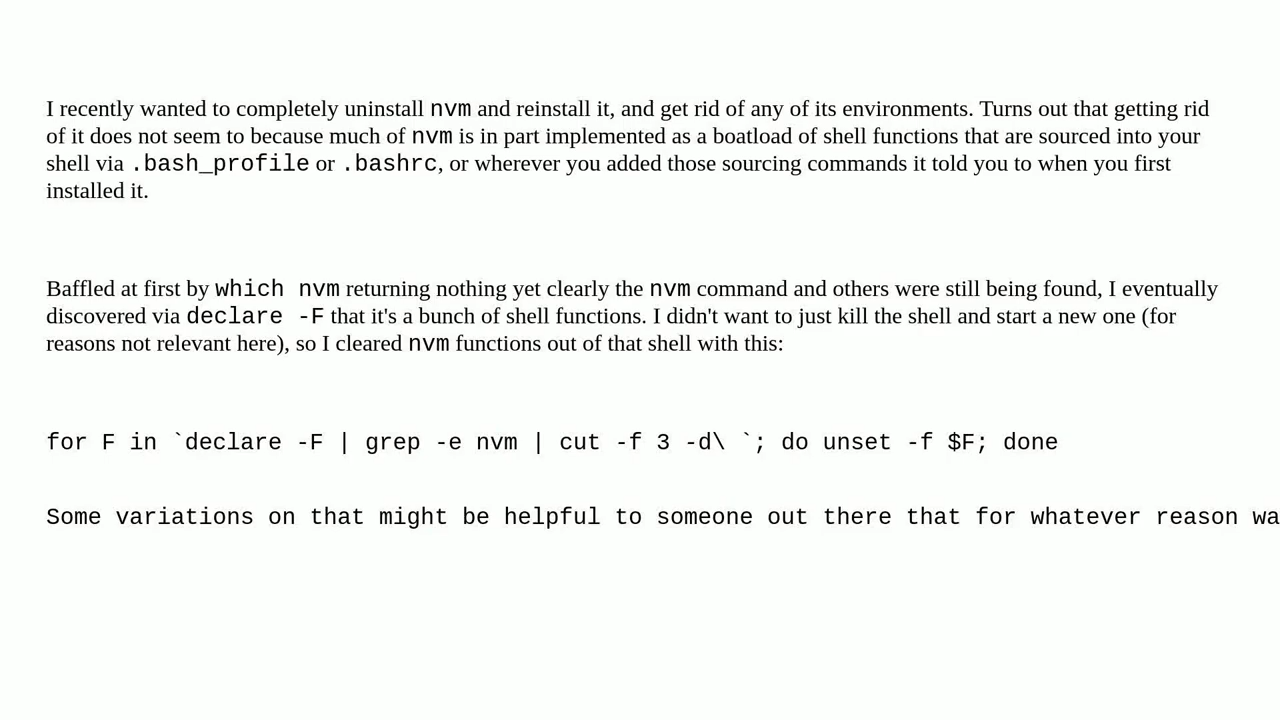 I recently wanted to completely uninstall nvm and reinstall it, and get rid of any of its environments. Turns out that getting rid
of it does not seem to because much of nvm is in part implemented as a boatload of shell functions that are sourced into your
shell via .bash_profile or .bashrc, or wherever you added those sourcing commands it told you to when you first
installed it.
Baffled at first by which nvm returning nothing yet clearly the nvm command and others were still being found, I eventually
discovered via declare -F that it's a bunch of shell functions. I didn't want to just kill the shell and start a new one (for
reasons not relevant here), so I cleared nvm functions out of that shell with this:
for F in `declare -F | grep -e nvm | cut -f 3 -d\ `; do unset -f $F; done
Some variations on that might be helpful to someone out there that for whatever reason